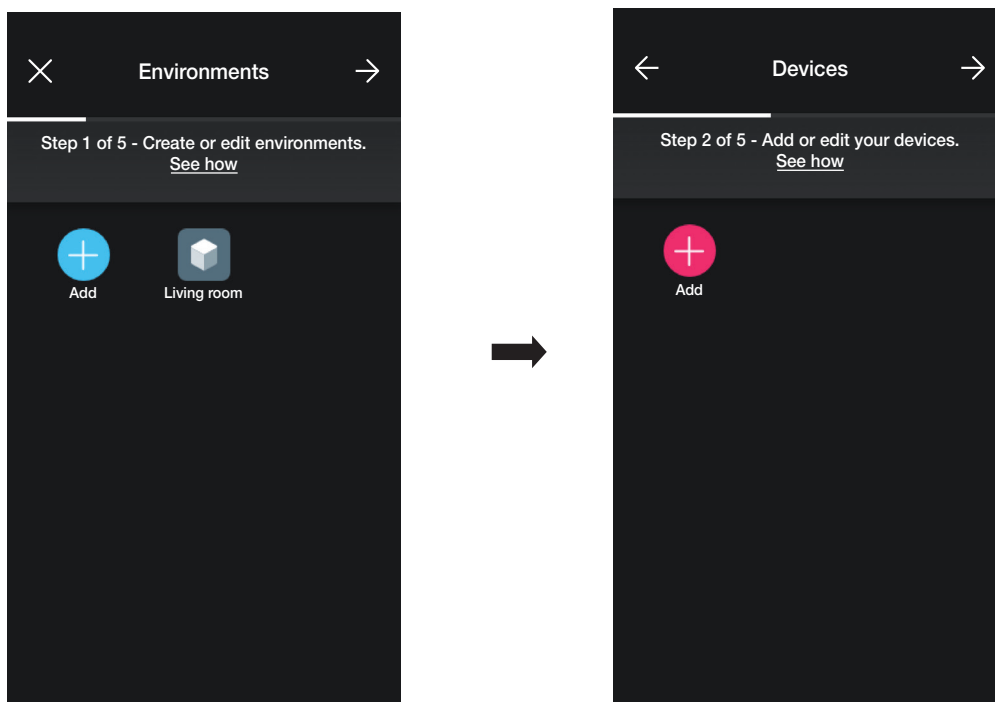 Environments
Step 1 of 5 - Create or edit environments.
See how
Add
Living room
Devices
Step 2 of 5 - Add or edit your devices.
See how
Add